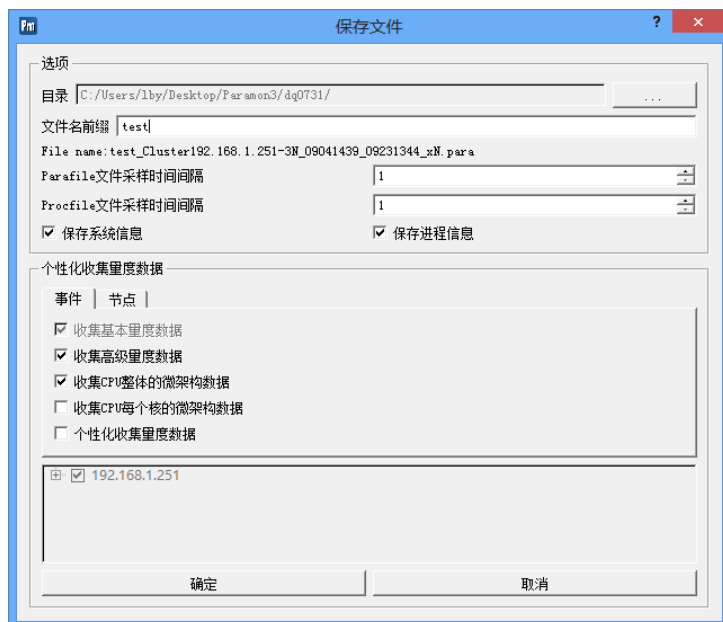 Pm 保存文件 ? ×
选项
目录 C:/Users/lby/Desktop/Paramon3/dq0731/ ...
文件名前缀 test
File name:test_Cluster192.168.1.251-3N_09041439_09231344_xN.para
Parafile文件采样时间间隔 1
Procfile文件采样时间间隔 1
保存系统信息 保存进程信息
个性化收集量度数据
事件 节点
收集基本量度数据
收集高级量度数据
收集CPU整体的微架构数据
收集CPU每个核的微架构数据
个性化收集量度数据
192.168.1.251
确定 取消